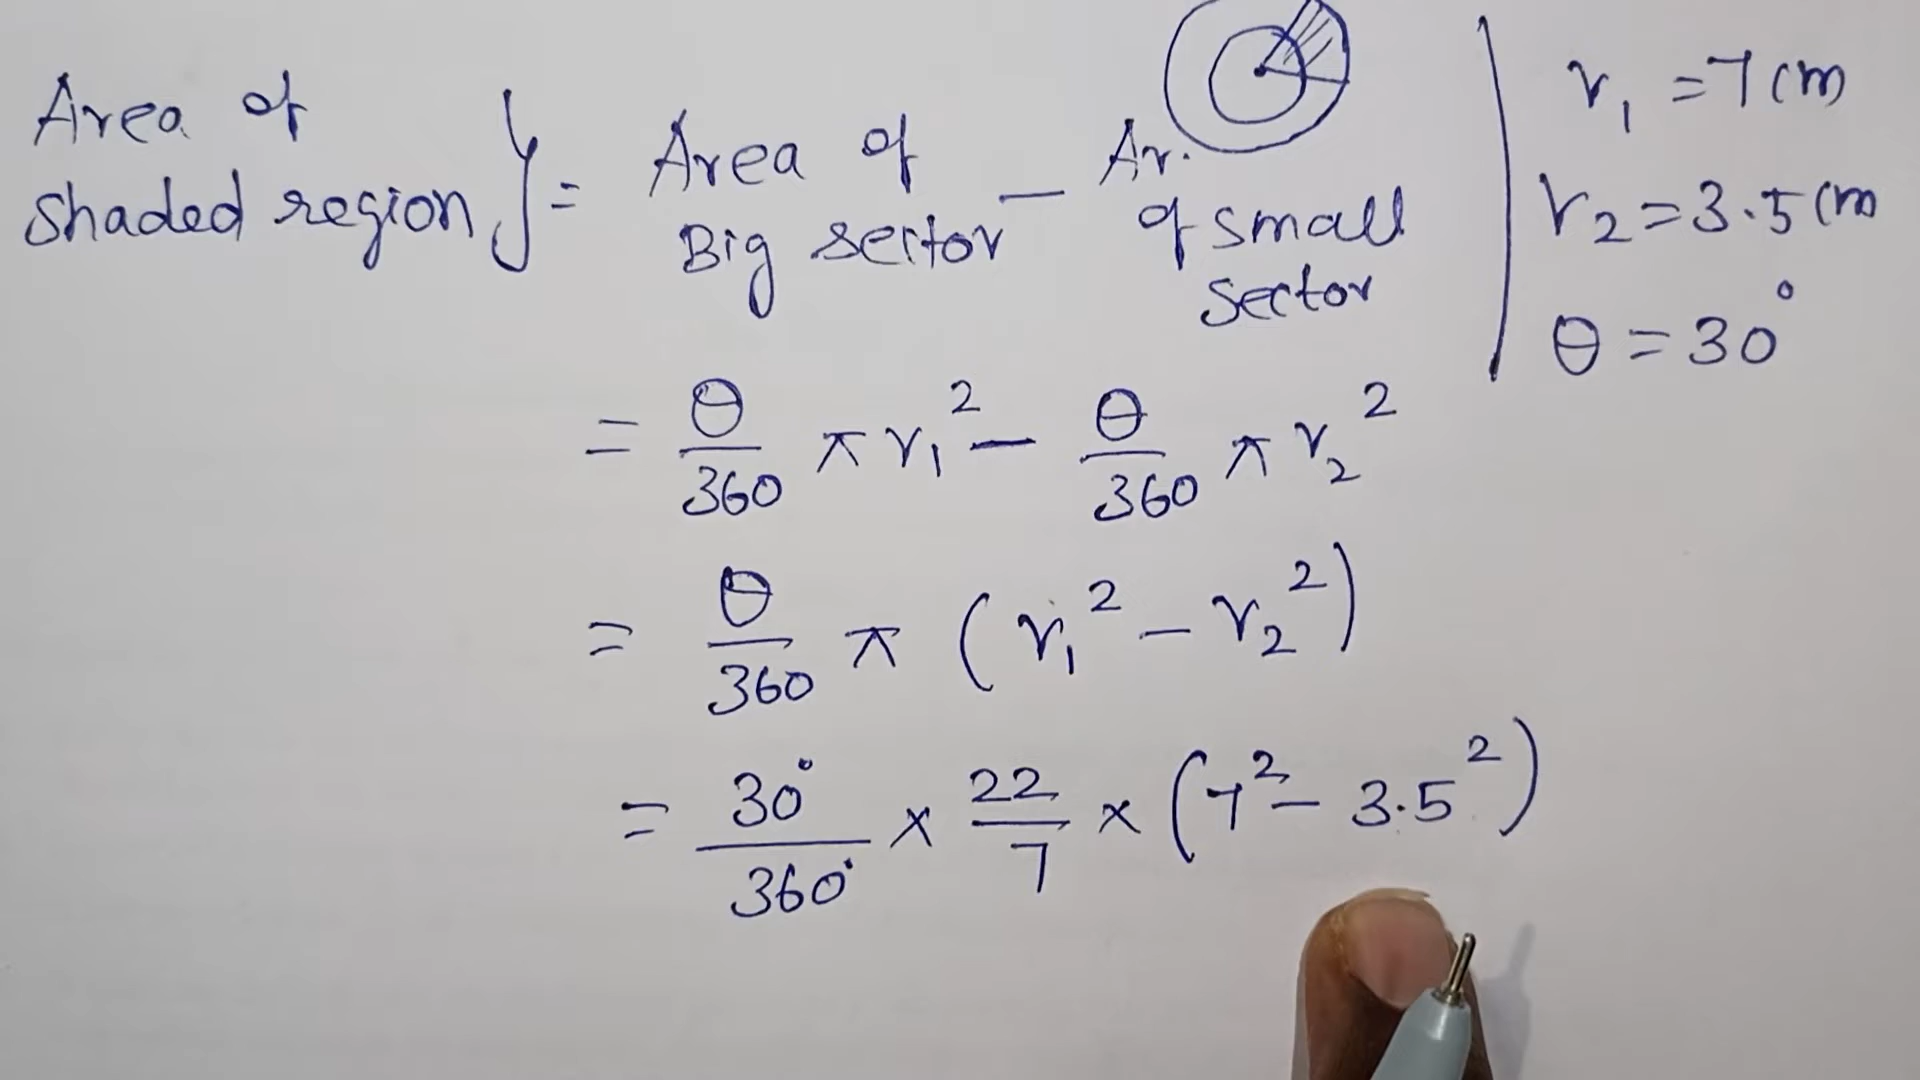 Area of shaded region } = Area of Big sector − Ar. of small sector
r₁ = 7 cm
r₂ = 3.5 cm
θ = 30°
= θ/360 π r₁² − θ/360 π r₂²
= θ/360 π (r₁² − r₂²)
= 30°/360° × 22/7 × (7² − 3.5²)